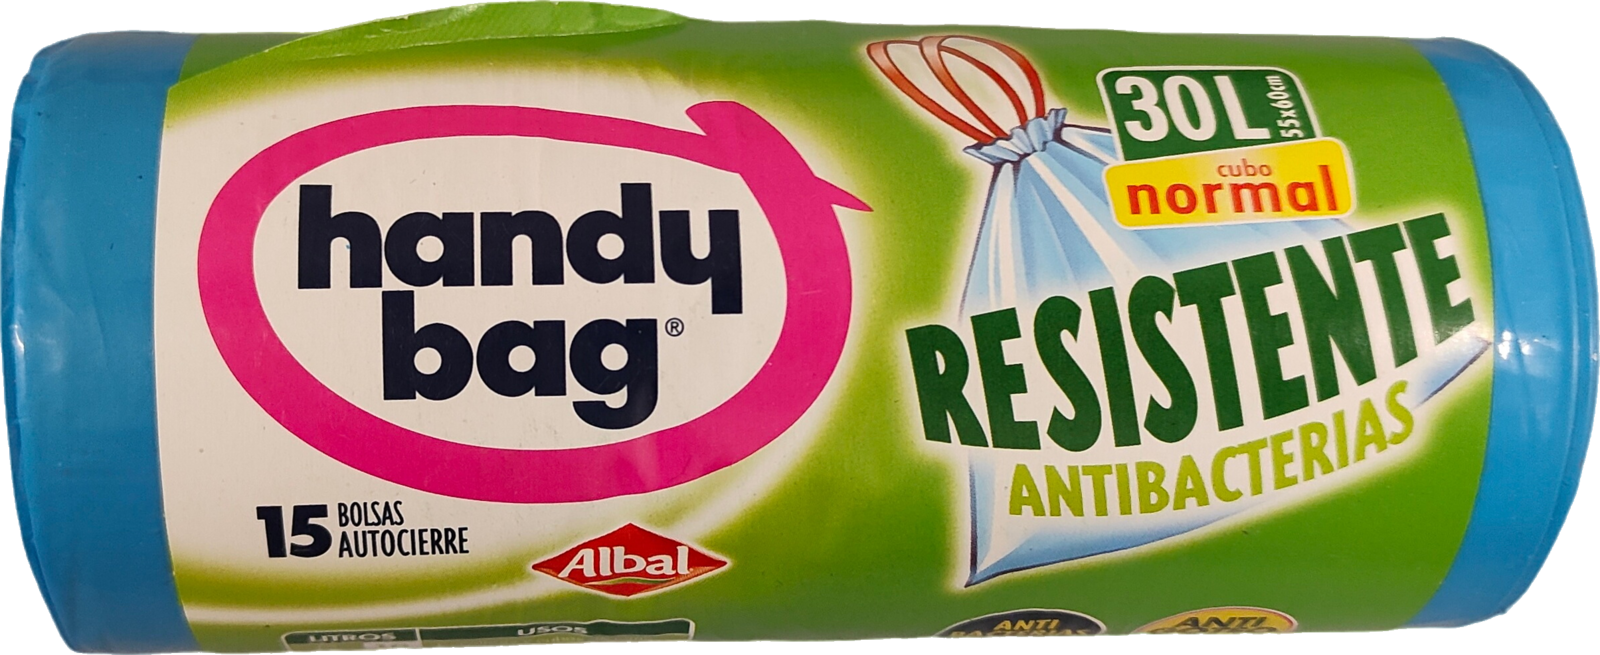 handy
bag®
15 BOLSAS
AUTOCIERRE
Albal
30L
55x60cm
cubo
normal
RESISTENTE
ANTIBACTERIAS
LITROS USOS
ANTI
ANTI